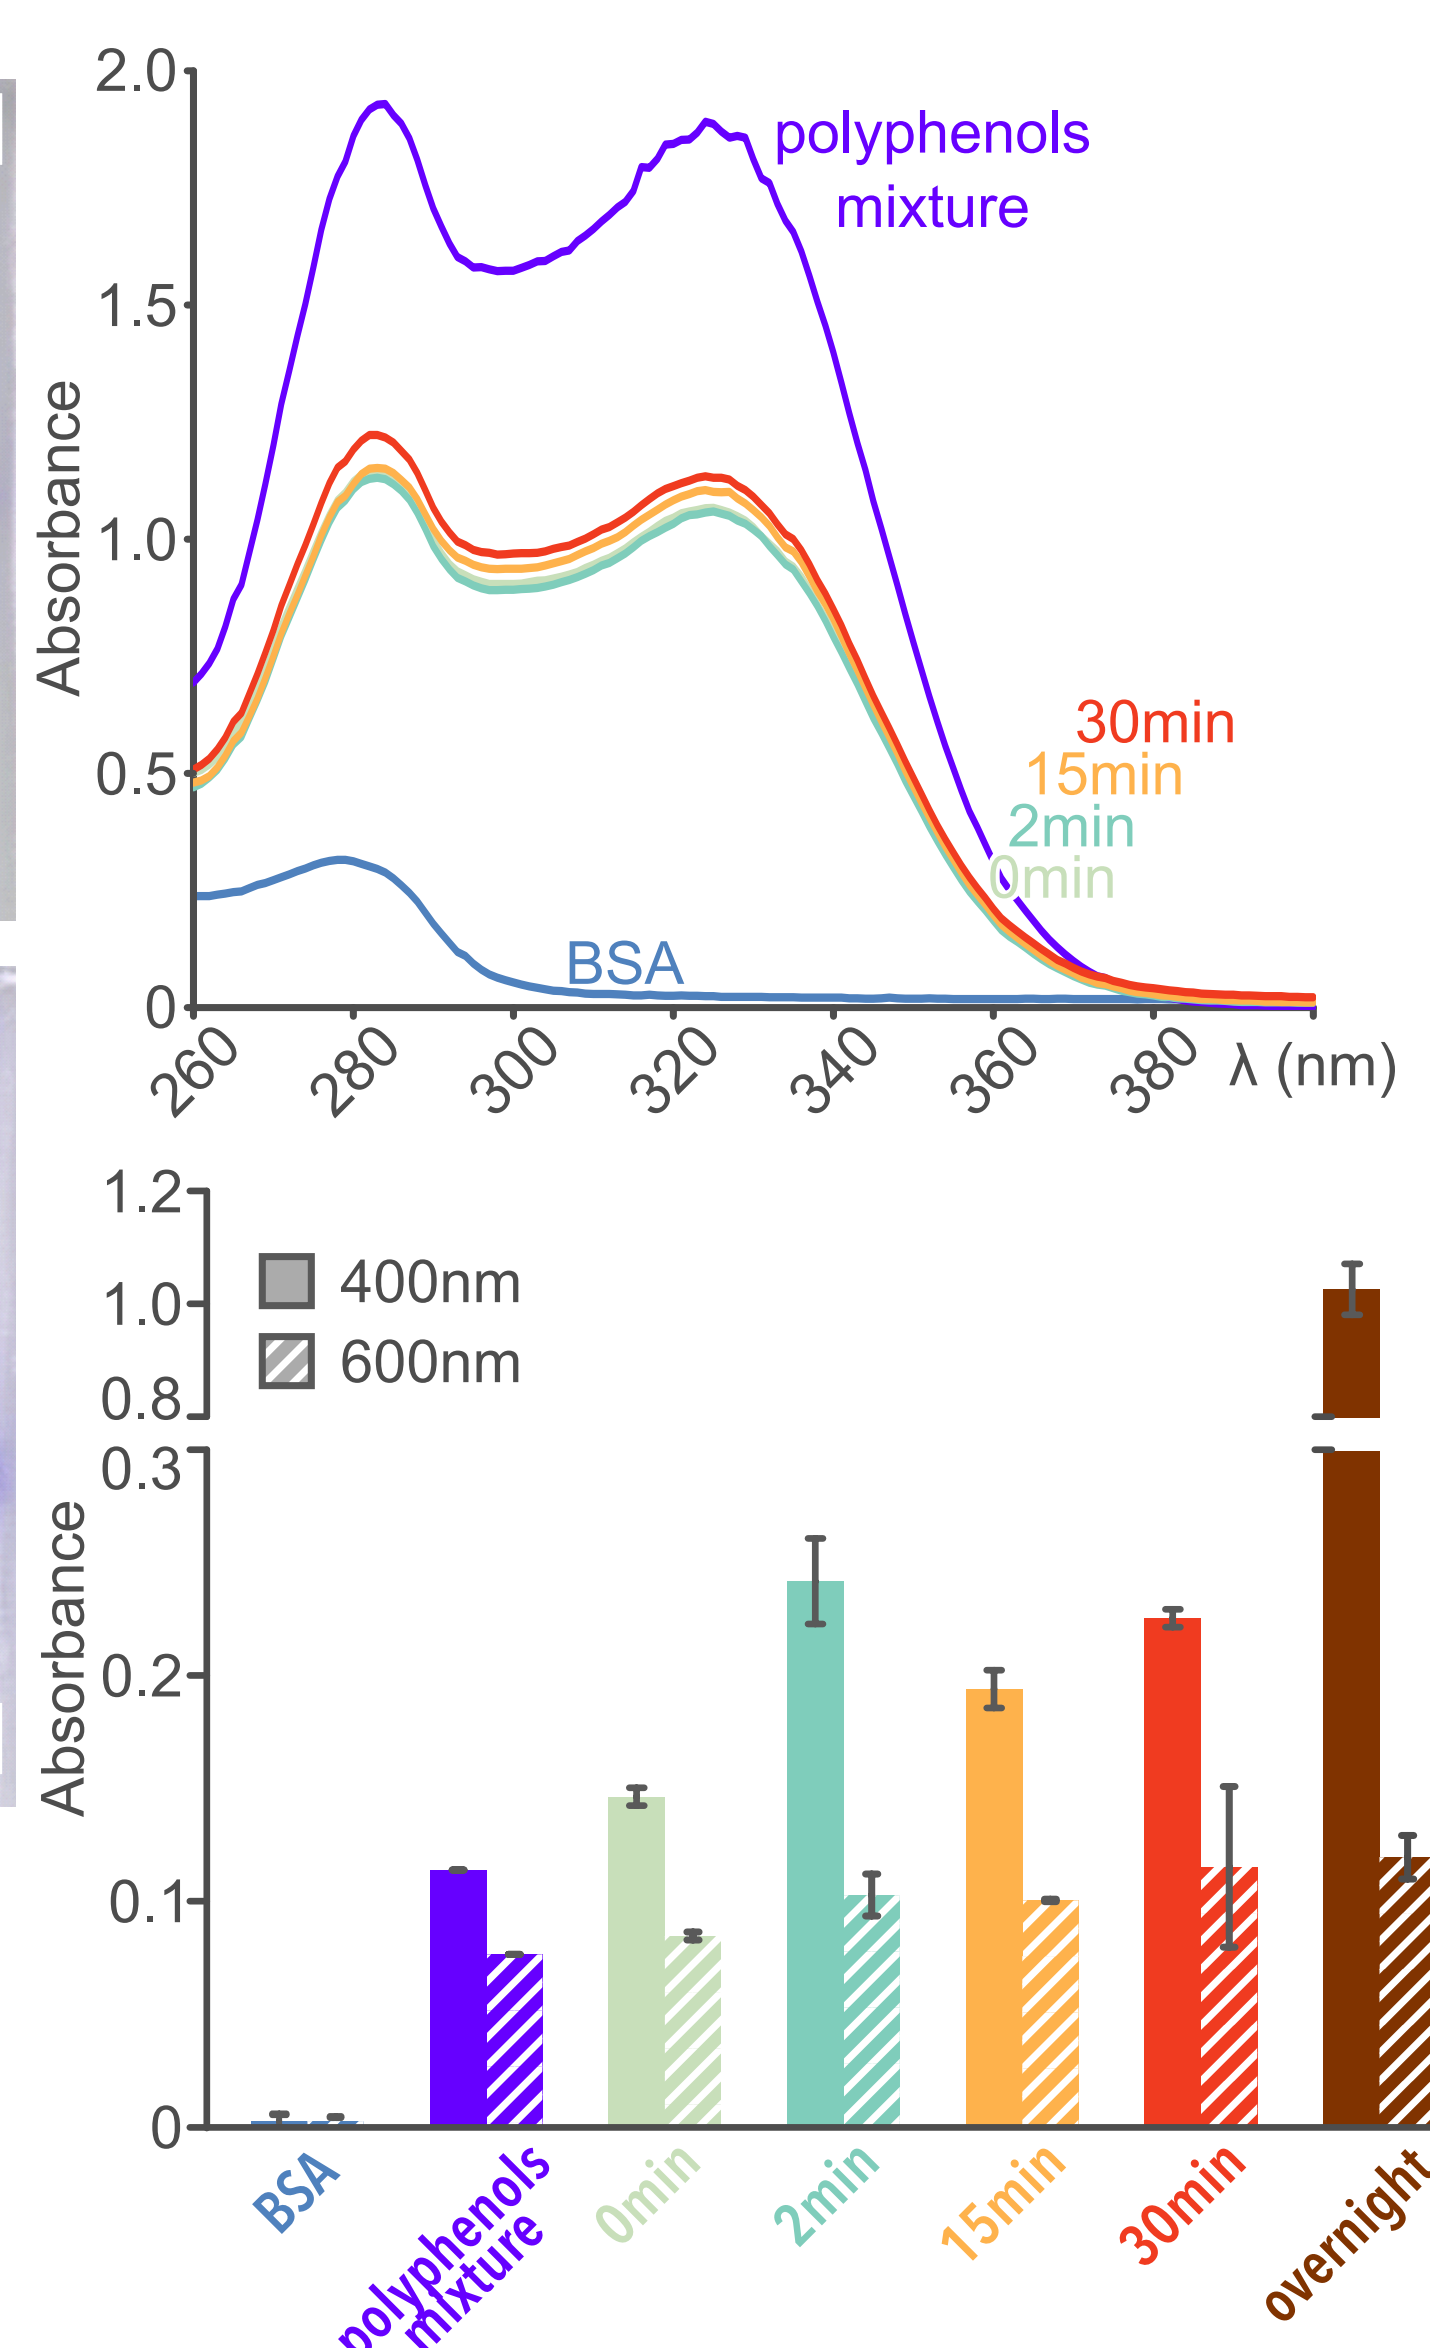 2.0
polyphenols
mixture
1.5
Absorbance
1.0
30min
0.5
15min
2min
0min
BSA
0
260
280
300
320
340
360
380
λ (nm)
1.2
400nm
1.0
600nm
0.8
0.3
Absorbance
0.2
0.1
0
BSA
polyphenols
mixture
0min
2min
15min
30min
overnight